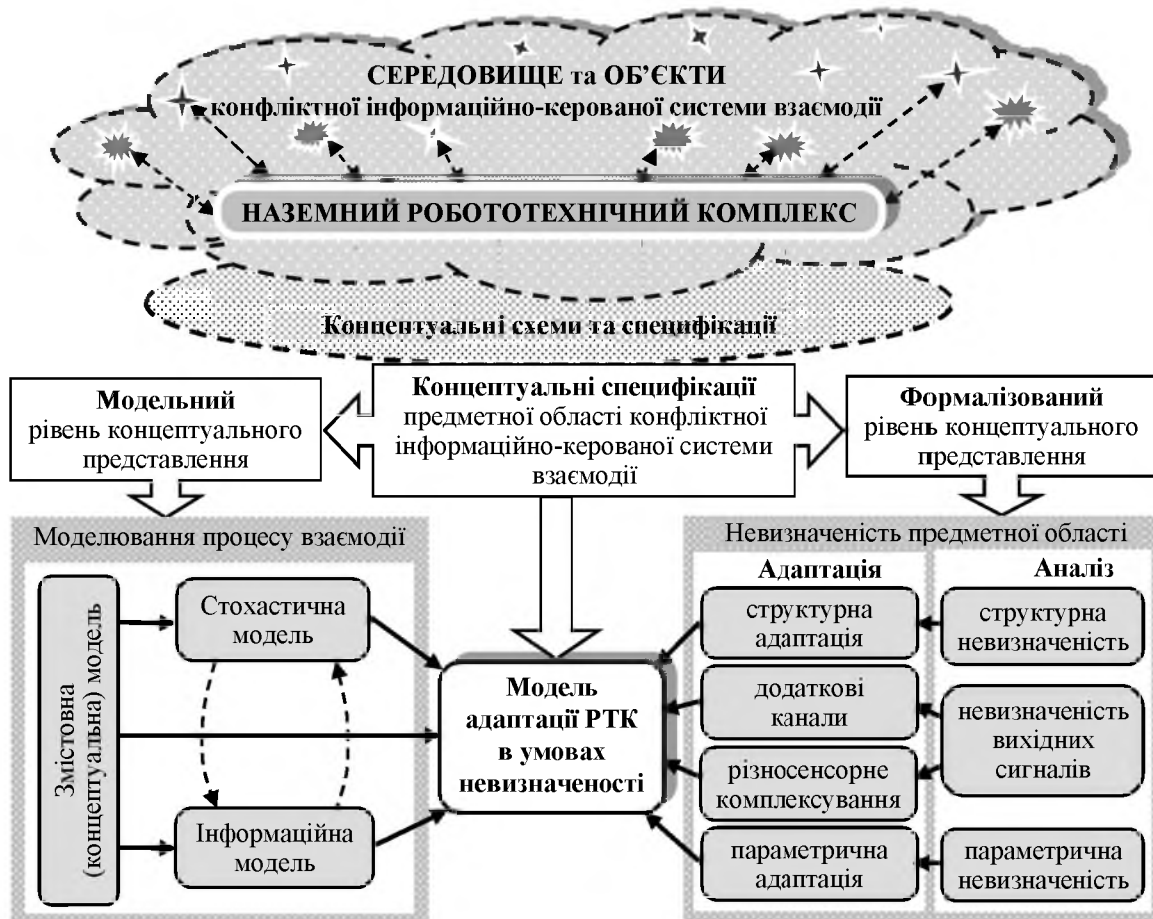 СЕРЕДОВИЩЕ та ОБ’ЄКТИ
конфліктної інформаційно-керованої системи взаємодії
НАЗЕМНИЙ РОБОТОТЕХНІЧНИЙ КОМПЛЕКС
Концептуальні схеми та специфікації
Модельний
рівень концептуального
представлення
Концептуальні специфікації
предметної області конфліктної
інформаційно-керованої системи
взаємодії
Формалізований
рівень концептуального
представлення
Моделювання процесу взаємодії
Змістовна
(концептуальна) модель
Стохастична
модель
Інформаційна
модель
Модель
адаптації РТК
в умовах
невизначеності
Невизначеність предметної області
Адаптація
структурна
адаптація
додаткові
канали
різносенсорне
комплексування
параметрична
адаптація
Аналіз
структурна
невизначеність
невизначеність
вихідних
сигналів
параметрична
невизначеність